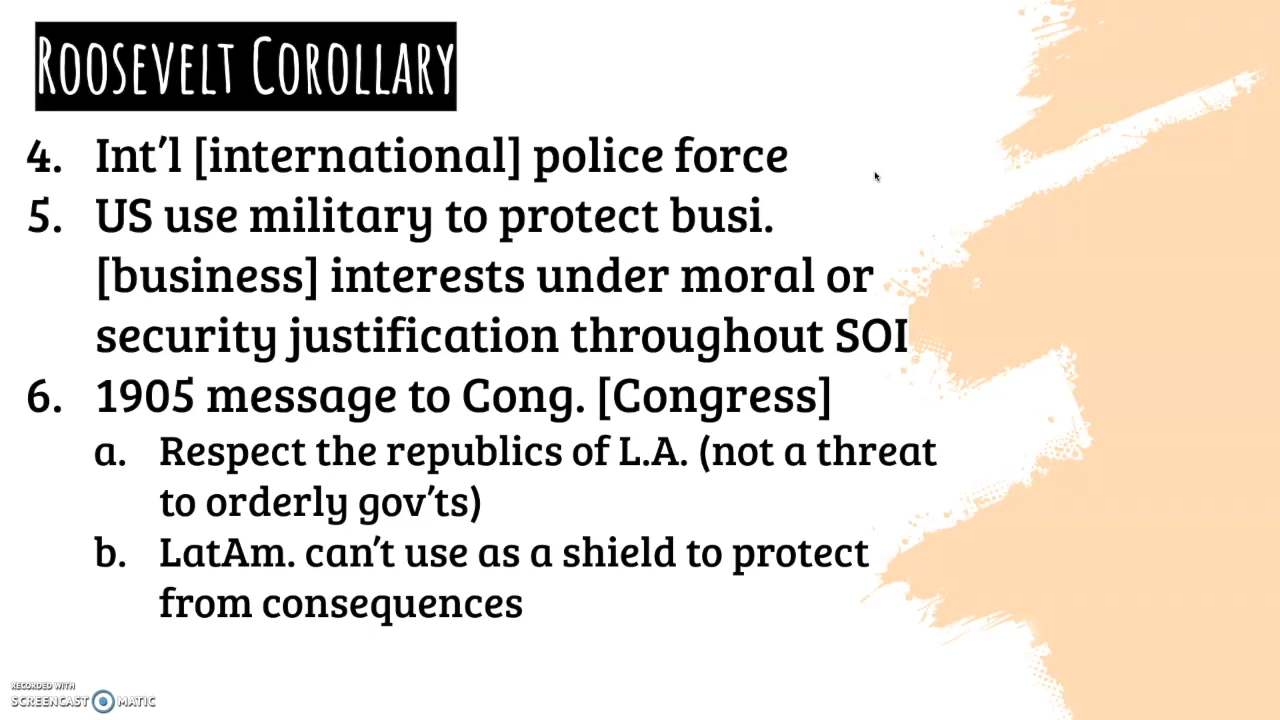 Roosevelt Corollary
4. Int'l [international] police force
5. US use military to protect busi.
[business] interests under moral or
security justification throughout SOI
6. 1905 message to Cong. [Congress]
a. Respect the republics of L.A. (not a threat
to orderly gov'ts)
b. LatAm. can't use as a shield to protect
from consequences
RECORDED WITH
SCREENCAST MATIC